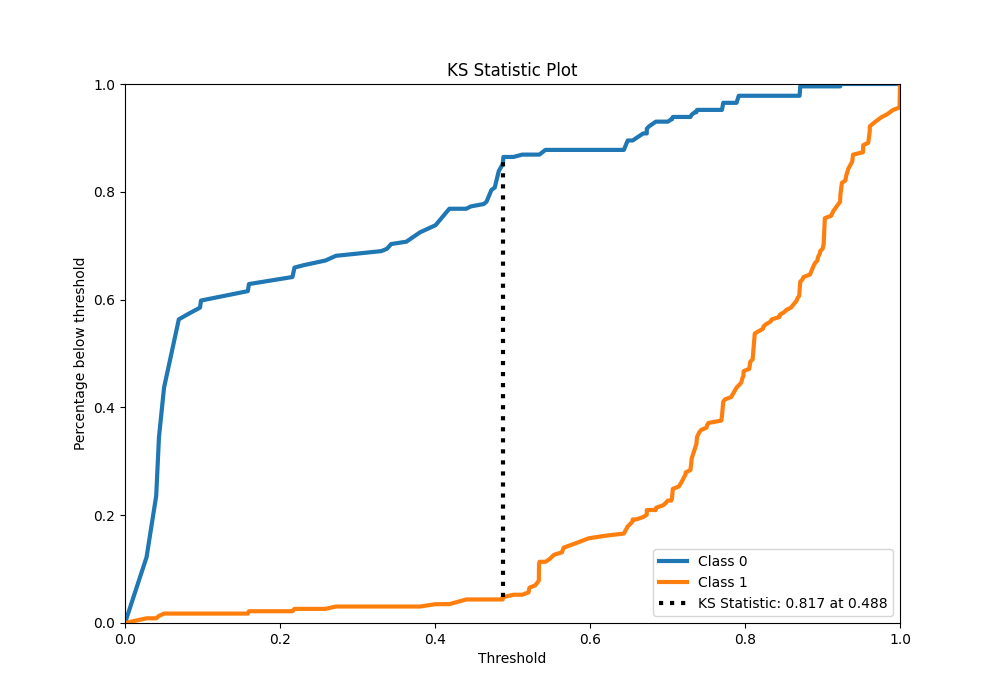 KS Statistic Plot
Percentage below threshold
1.0
0.8
0.6
0.4
0.2
0.0
0.0 0.2 0.4 0.6 0.8 1.0
Threshold
Class 0
Class 1
KS Statistic: 0.817 at 0.488